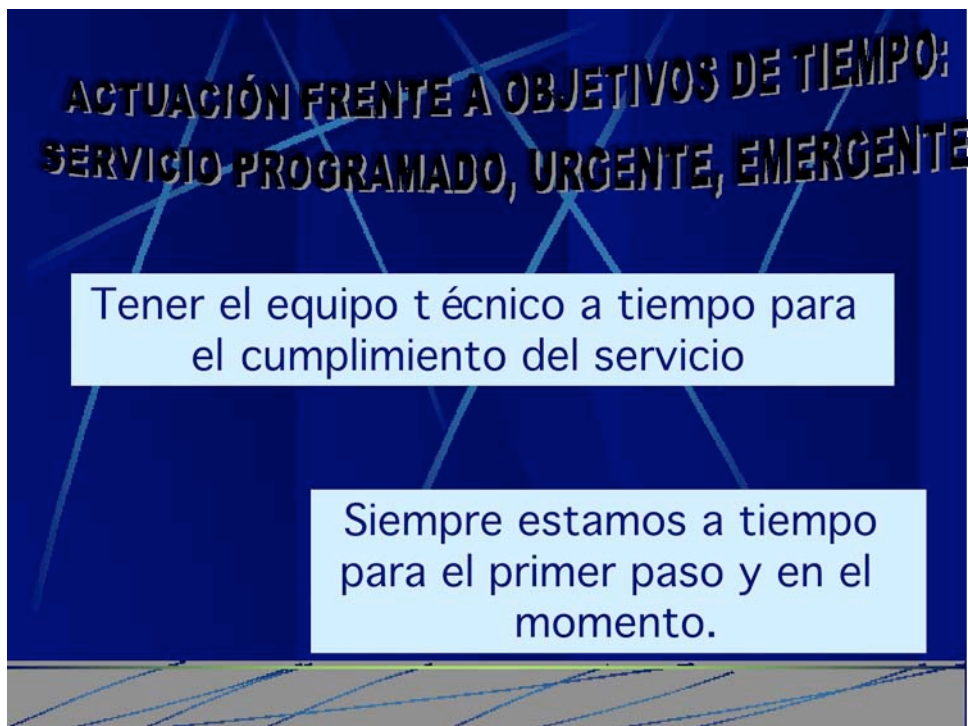 ACTUACIÓN FRENTE A OBJETIVOS DE TIEMPO:
SERVICIO PROGRAMADO, URGENTE, EMERGENTE
Tener el equipo t écnico a tiempo para
el cumplimiento del servicio
Siempre estamos a tiempo
para el primer paso y en el
momento.